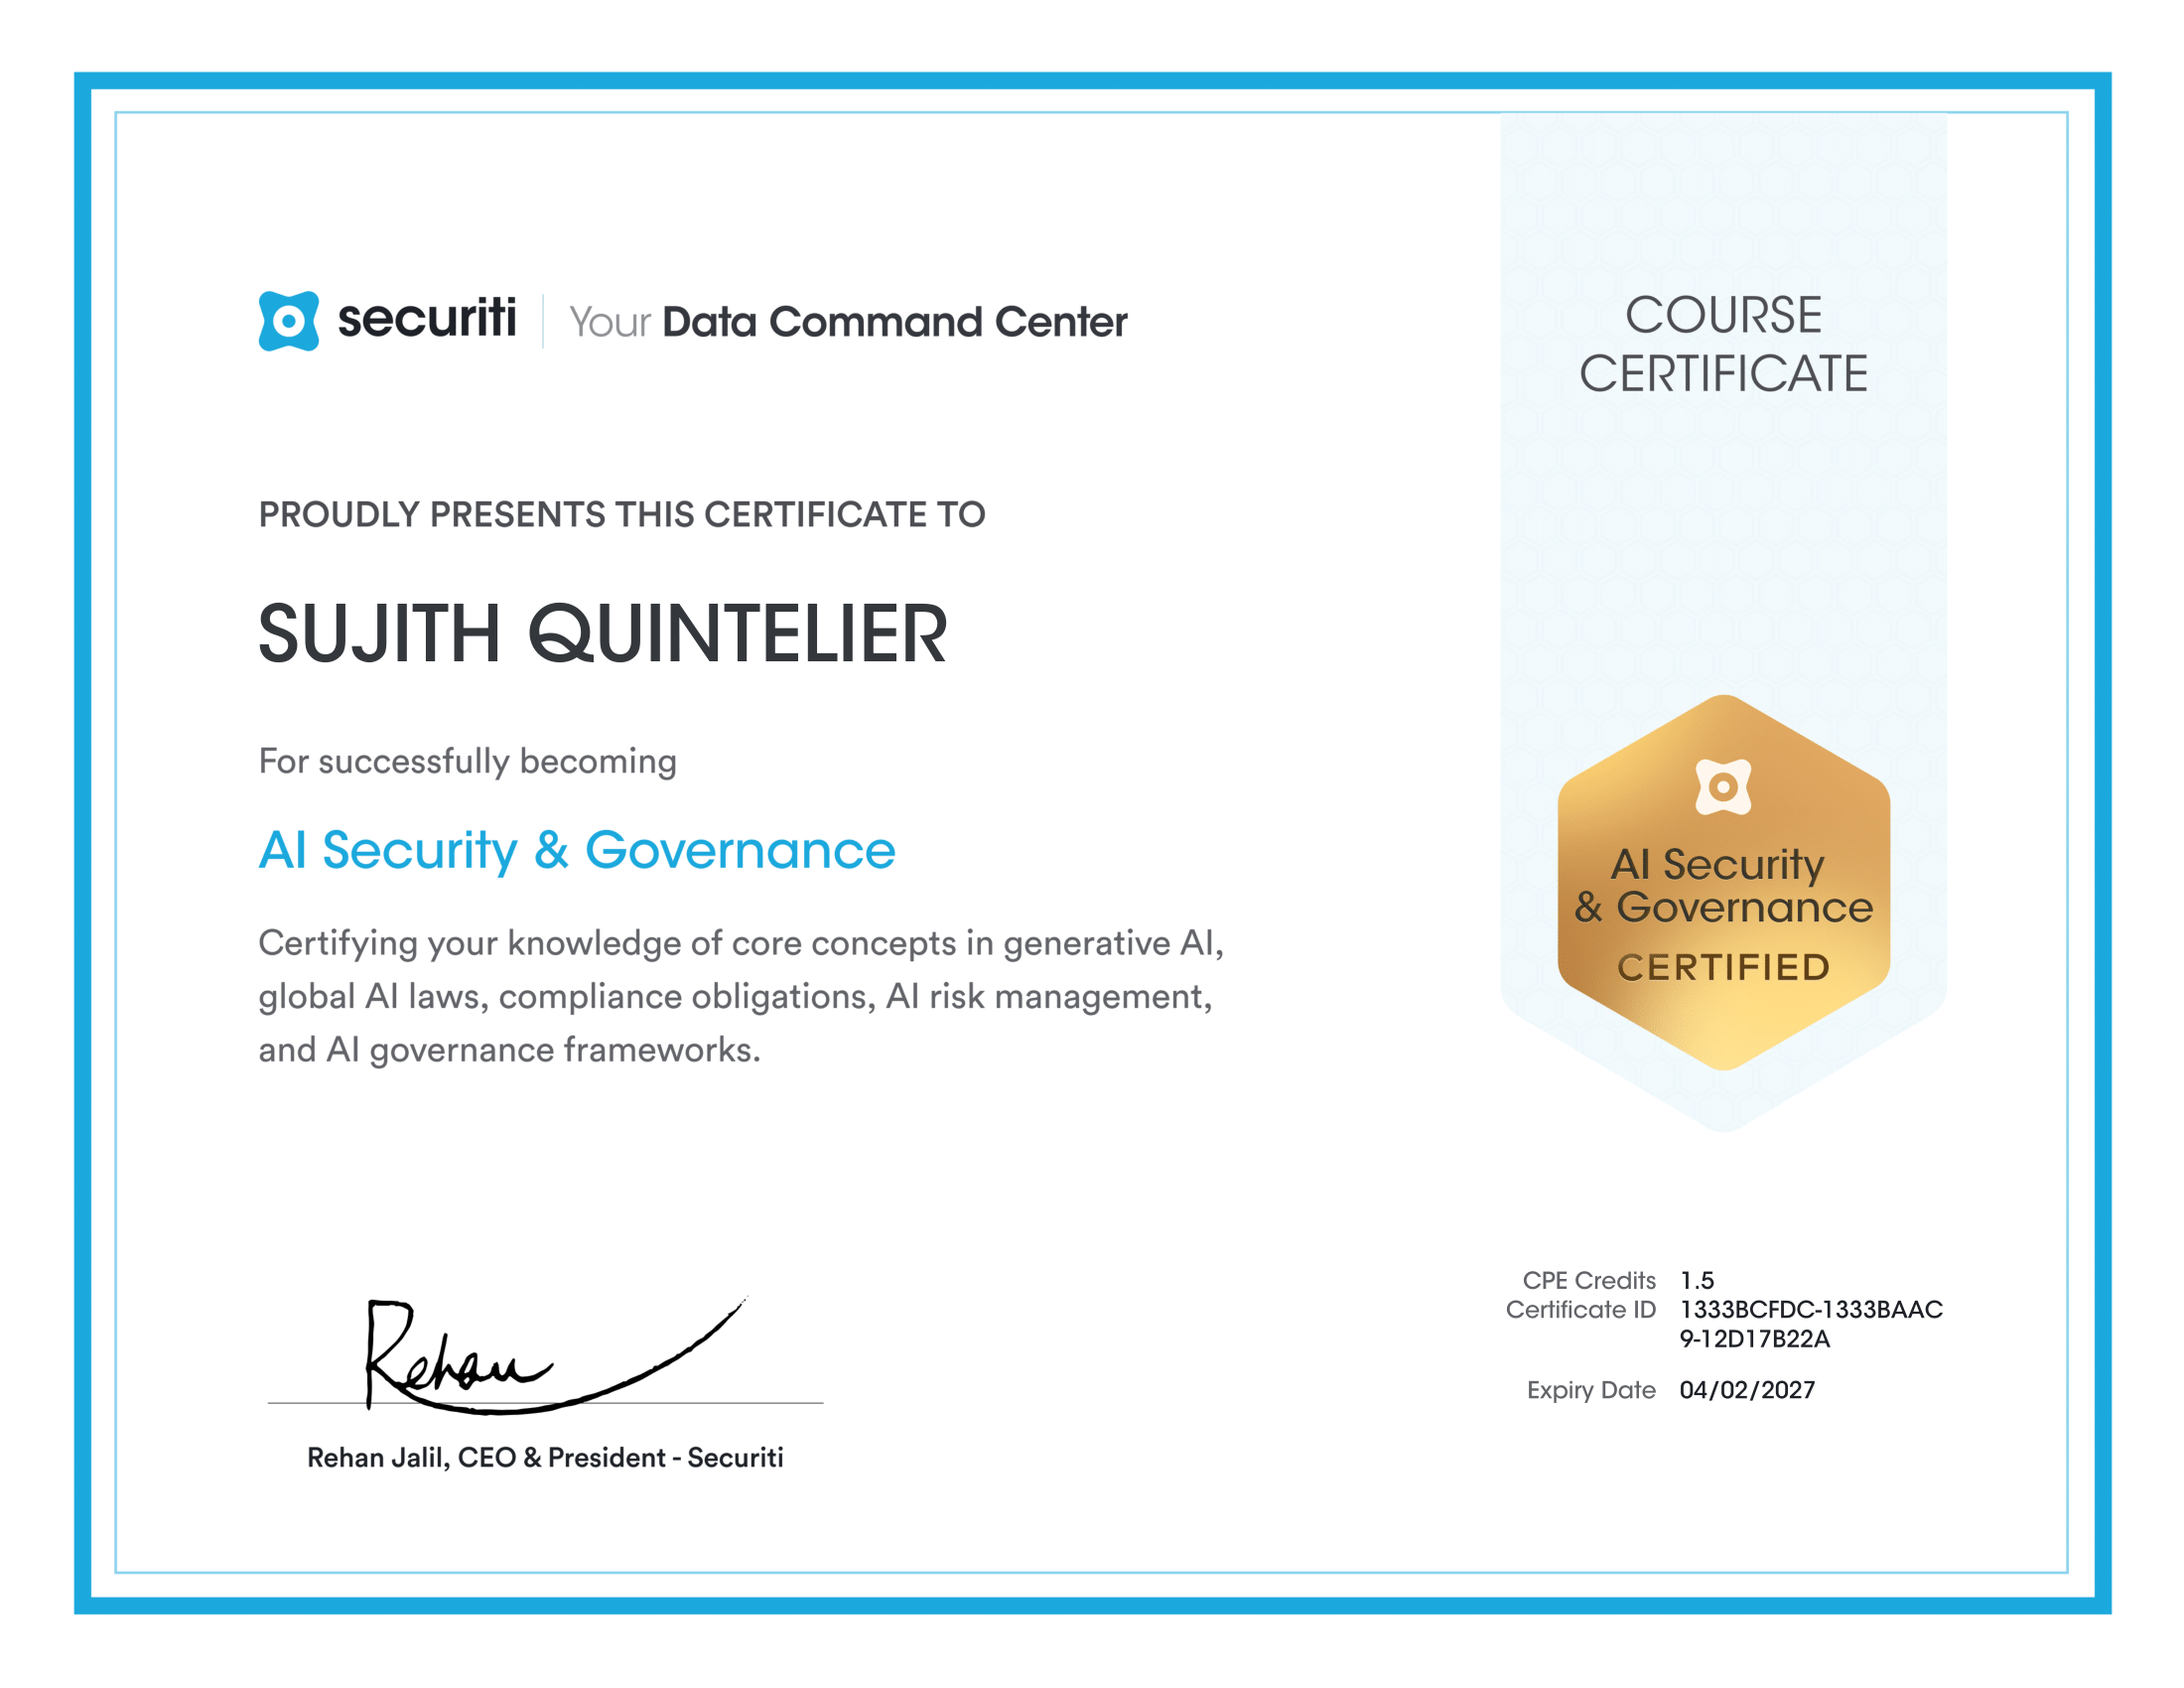 securiti
Your Data Command Center
COURSE
CERTIFICATE
PROUDLY PRESENTS THIS CERTIFICATE TO
SUJITH QUINTELIER
For successfully becoming
AI Security & Governance
Certifying your knowledge of core concepts in generative AI,
global AI laws, compliance obligations, AI risk management,
and AI governance frameworks.
AI Security
& Governance
CERTIFIED
Rehan
Rehan Jalil, CEO & President - Securiti
CPE Credits 1.5
Certificate ID 1333BCFDC-1333BAAC
9-12D17B22A
Expiry Date 04/02/2027